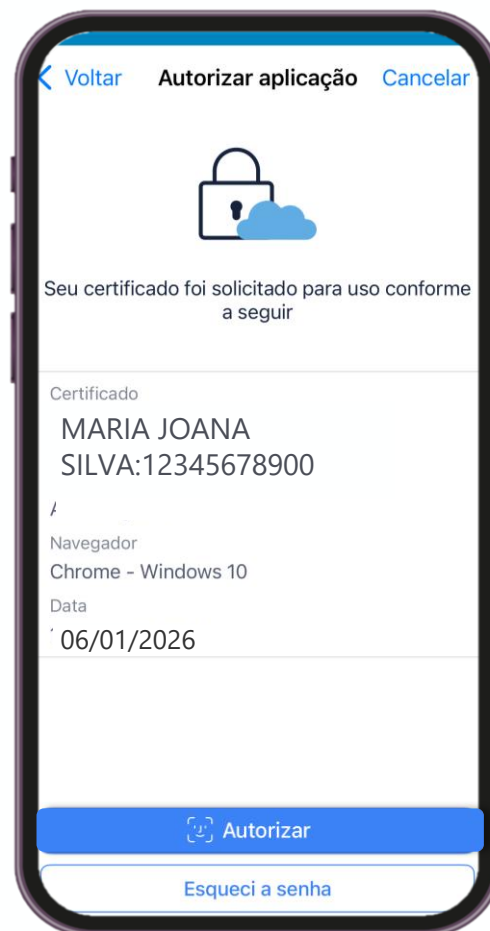 Voltar Autorizar aplicação Cancelar
Seu certificado foi solicitado para uso conforme
a seguir
Certificado
MARIA JOANA
SILVA:12345678900
Navegador
Chrome - Windows 10
Data
06/01/2026
Autorizar
Esqueci a senha